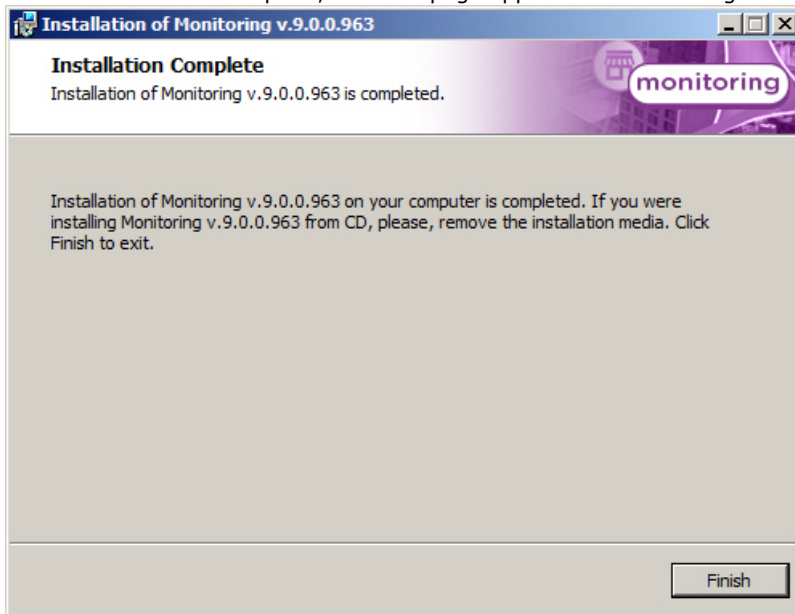 Installation of Monitoring v.9.0.0.963
Installation Complete
Installation of Monitoring v.9.0.0.963 is completed.
monitoring
Installation of Monitoring v.9.0.0.963 on your computer is completed. If you were
installing Monitoring v.9.0.0.963 from CD, please, remove the installation media. Click
Finish to exit.
Finish